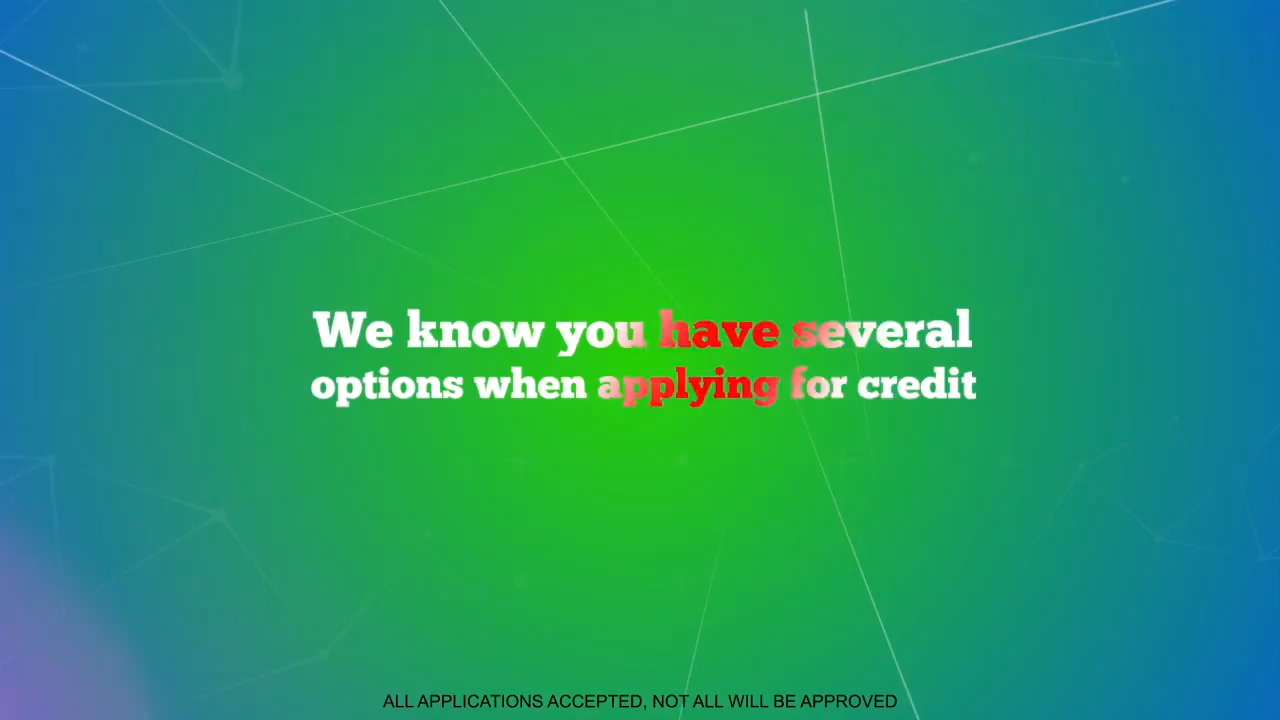 We know you have several
options when applying for credit
ALL APPLICATIONS ACCEPTED, NOT ALL WILL BE APPROVED